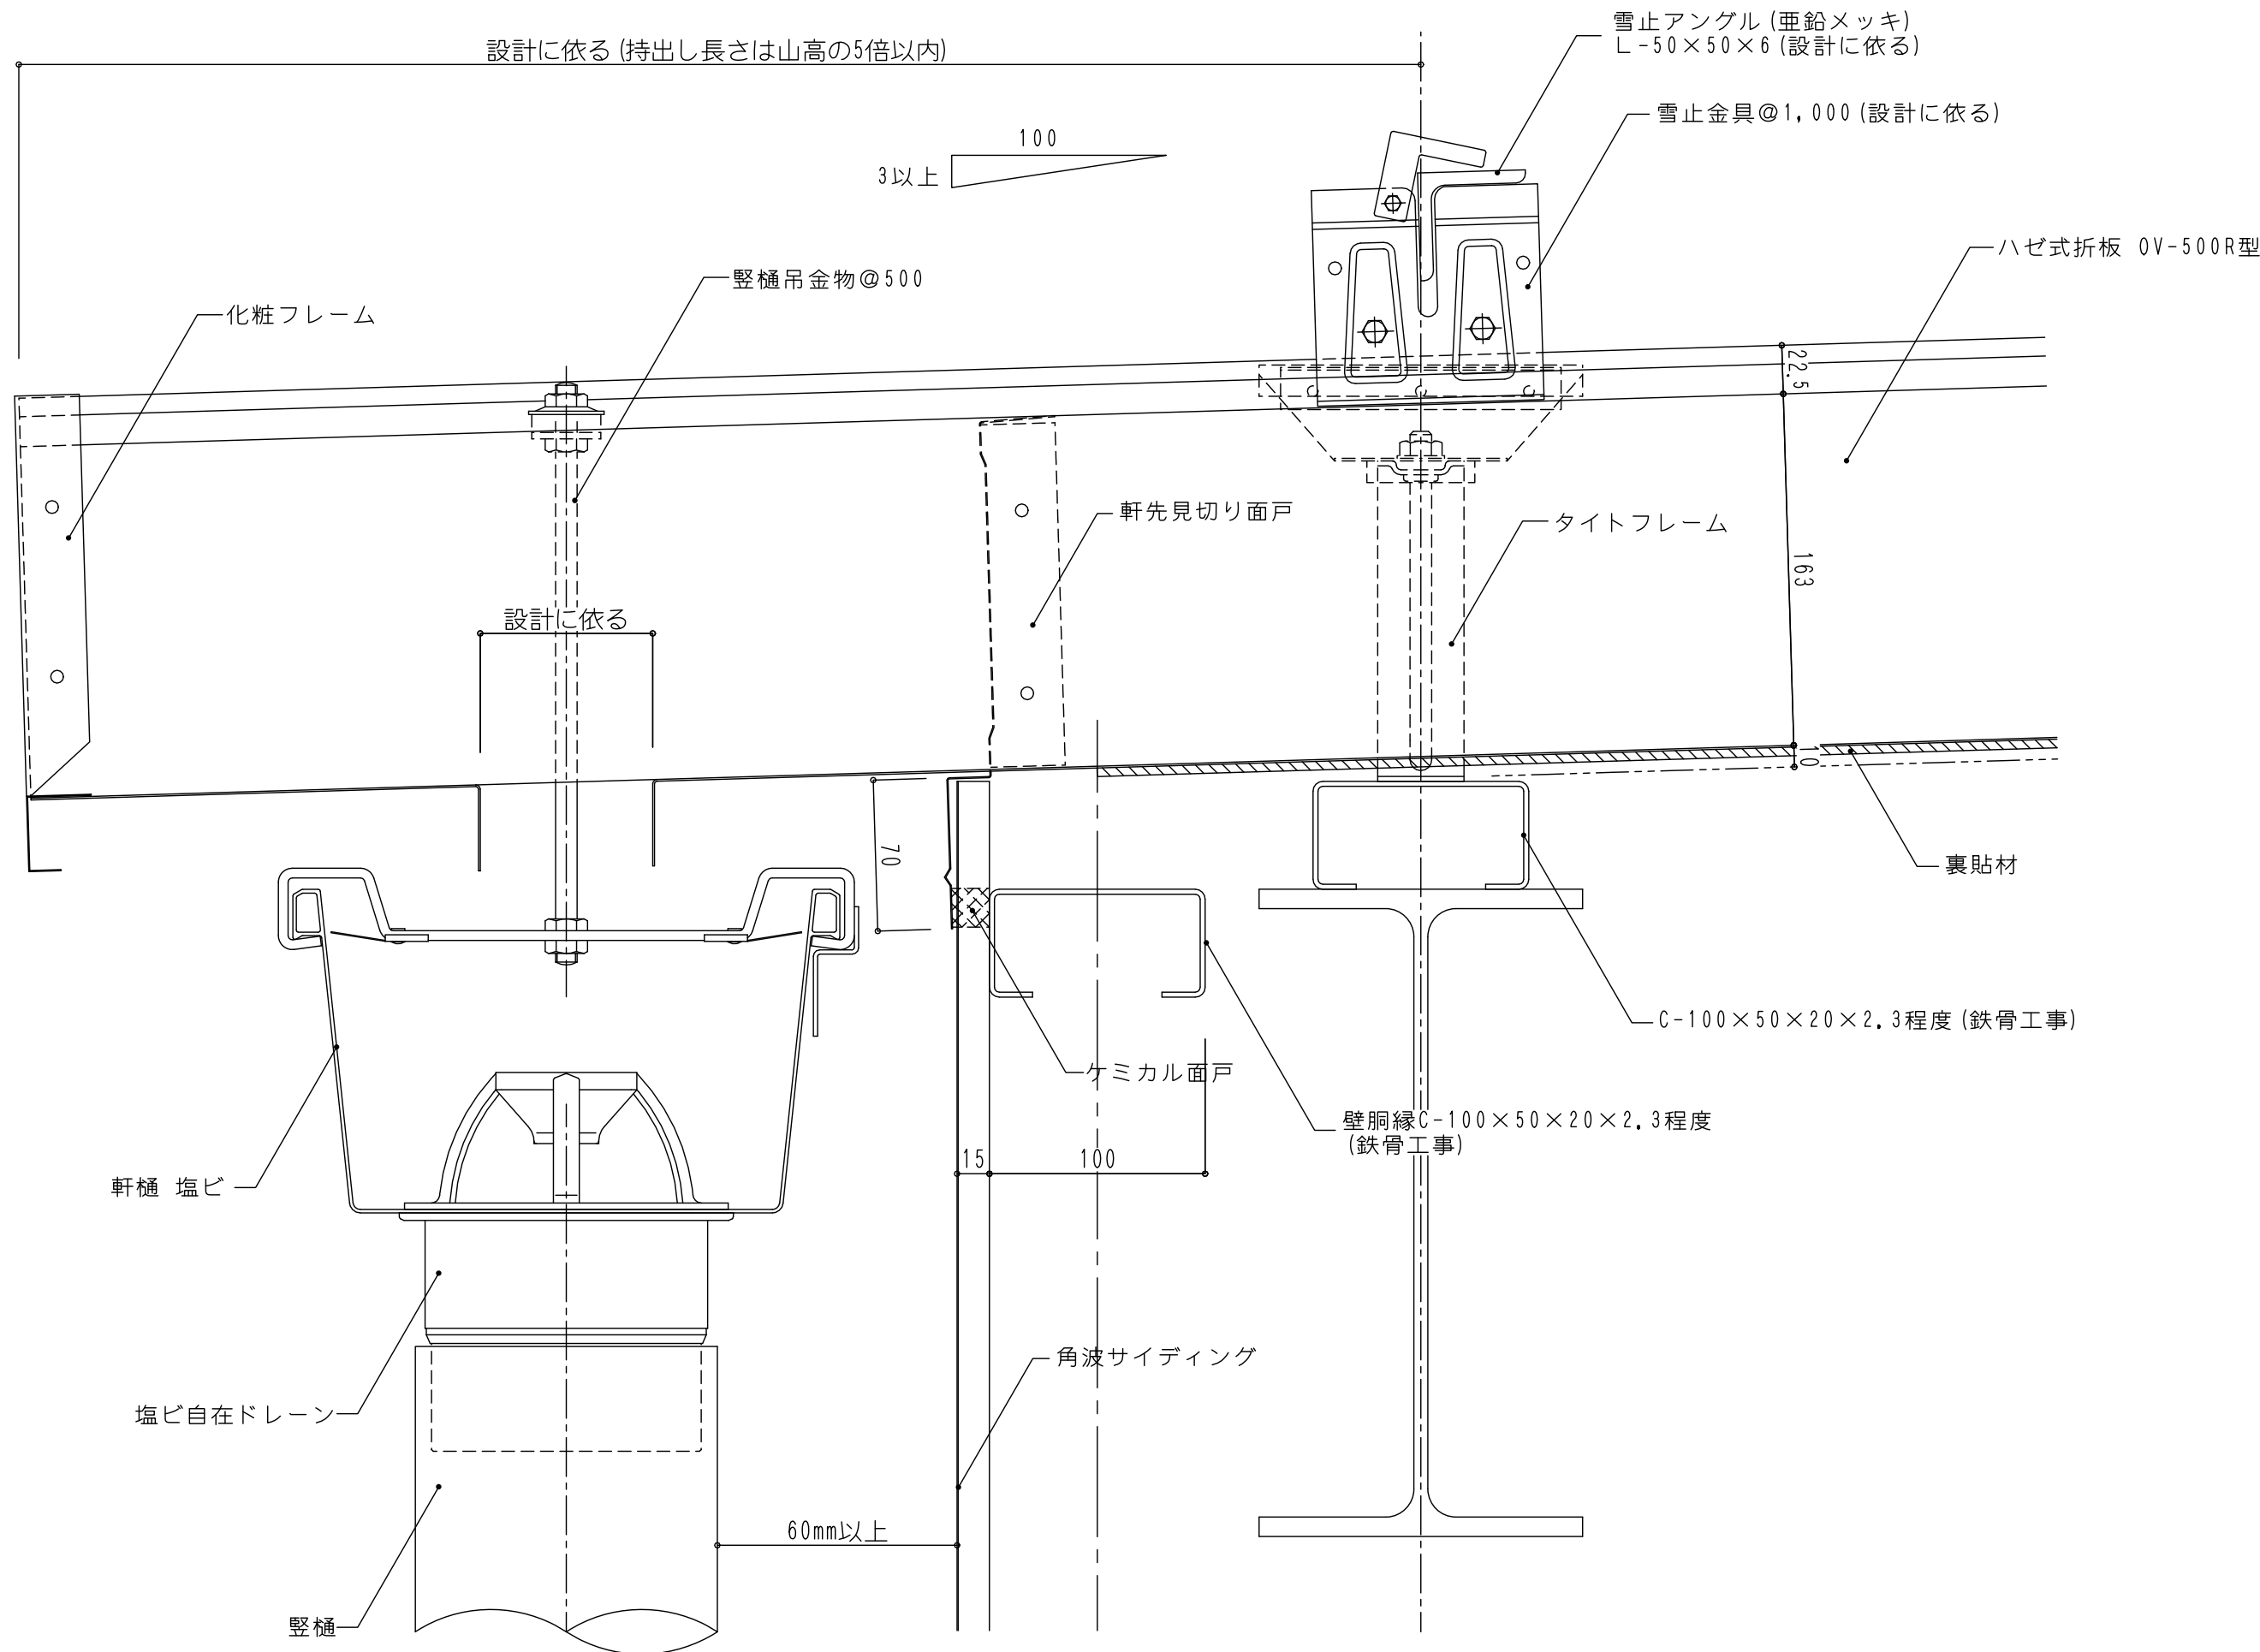 雪止アングル(亜鉛メッキ)
L-50×50×6(設計に依る)
設計に依る(持出し長さは山高の5倍以内)
雪止金具@1,000(設計に依る)
100
3以上
ハゼ式折板 OV-500R型
竪樋吊金物@500
化粧フレーム
22.5
軒先見切り面戸
タイトフレーム
163
設計に依る
10
70
裏貼材
C-100×50×20×2.3程度(鉄骨工事)
ケミカル面戸
壁胴縁C-100×50×20×2.3程度
(鉄骨工事)
15
100
軒樋 塩ビ
角波サイディング
塩ビ自在ドレーン
60mm以上
竪樋